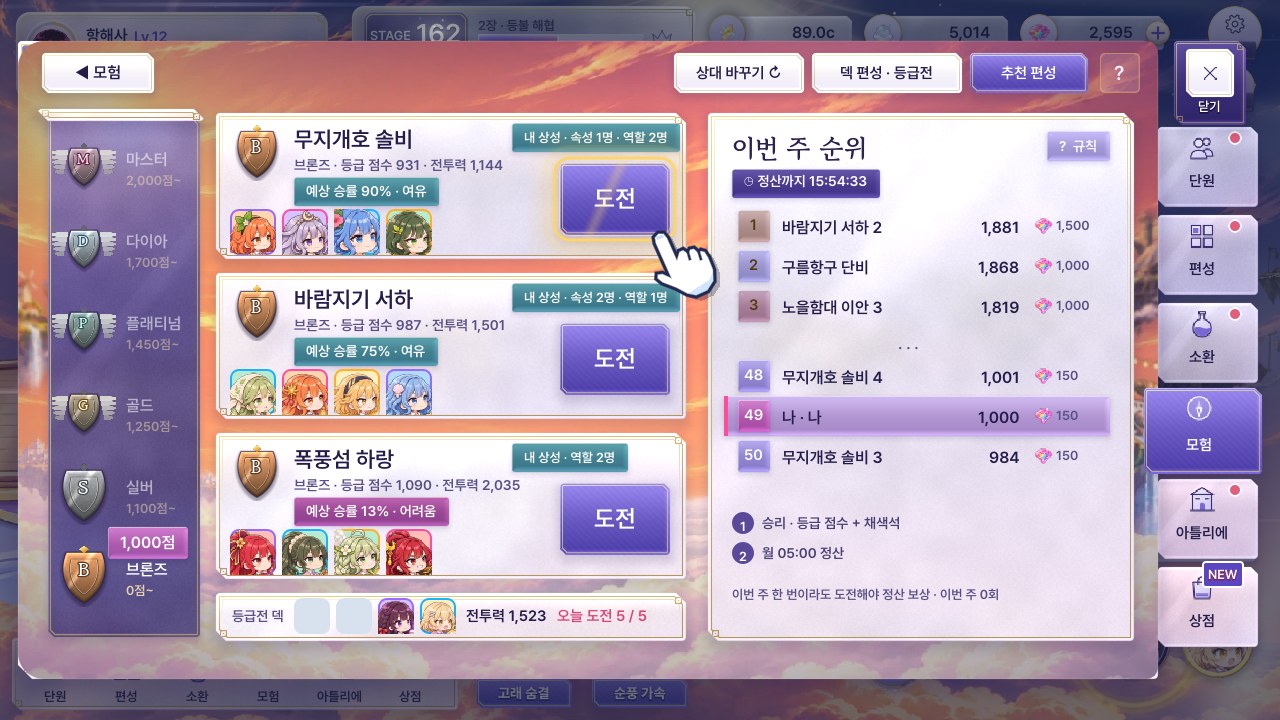 항해사 Lv.12
STAGE 162
2장 · 등불 해협
89.0c
5,014
2,595
◀ 모험
상대 바꾸기
덱 편성 · 등급전
추천 편성
?
닫기
M
마스터
2,000점~
D
다이아
1,700점~
P
플래티넘
1,450점~
G
골드
1,250점~
S
실버
1,100점~
1,000점
B
브론즈
0점~
B
무지개호 솔비
내 상성 · 속성 1명 · 역할 2명
브론즈 · 등급 점수 931 · 전투력 1,144
예상 승률 90% · 여유
도전
B
바람지기 서하
내 상성 · 속성 2명 · 역할 1명
브론즈 · 등급 점수 987 · 전투력 1,501
예상 승률 75% · 여유
도전
B
폭풍섬 하랑
내 상성 · 역할 2명
브론즈 · 등급 점수 1,090 · 전투력 2,035
예상 승률 13% · 어려움
도전
등급전 덱
전투력 1,523
오늘 도전 5 / 5
이번 주 순위
? 규칙
정산까지 15:54:33
1 바람지기 서하 2 1,881 1,500
2 구름항구 단비 1,868 1,000
3 노을함대 이안 3 1,819 1,000
...
48 무지개호 솔비 4 1,001 150
49 나 · 나 1,000 150
50 무지개호 솔비 3 984 150
1 승리 · 등급 점수 + 채색석
2 월 05:00 정산
이번 주 한 번이라도 도전해야 정산 보상 · 이번 주 0회
단원
편성
소환
모험
아틀리에
NEW
상점
단원
편성
소환
모험
아틀리에
상점
고래 숨결
순풍 가속